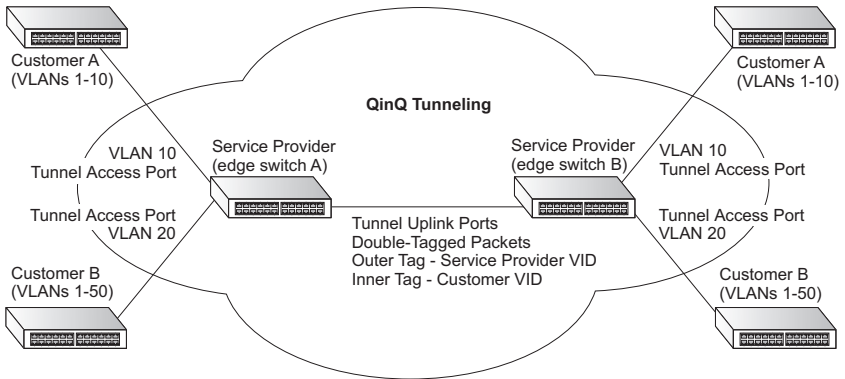 Customer A
(VLANs 1-10)
Customer A
(VLANs 1-10)
QinQ Tunneling
Service Provider
(edge switch A)
Service Provider
(edge switch B)
VLAN 10
Tunnel Access Port
VLAN 10
Tunnel Access Port
Tunnel Access Port
VLAN 20
Tunnel Uplink Ports
Double-Tagged Packets
Outer Tag - Service Provider VID
Inner Tag - Customer VID
Tunnel Access Port
VLAN 20
Customer B
(VLANs 1-50)
Customer B
(VLANs 1-50)